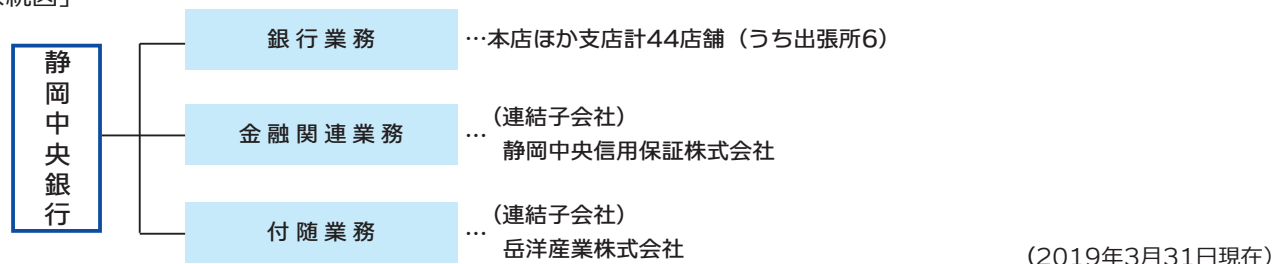 系統図」
静岡中央銀行
銀行業務 …本店ほか支店計44店舗（うち出張所6）
金融関連業務 …（連結子会社）
静岡中央信用保証株式会社
付随業務 …（連結子会社）
岳洋産業株式会社
（2019年3月31日現在）